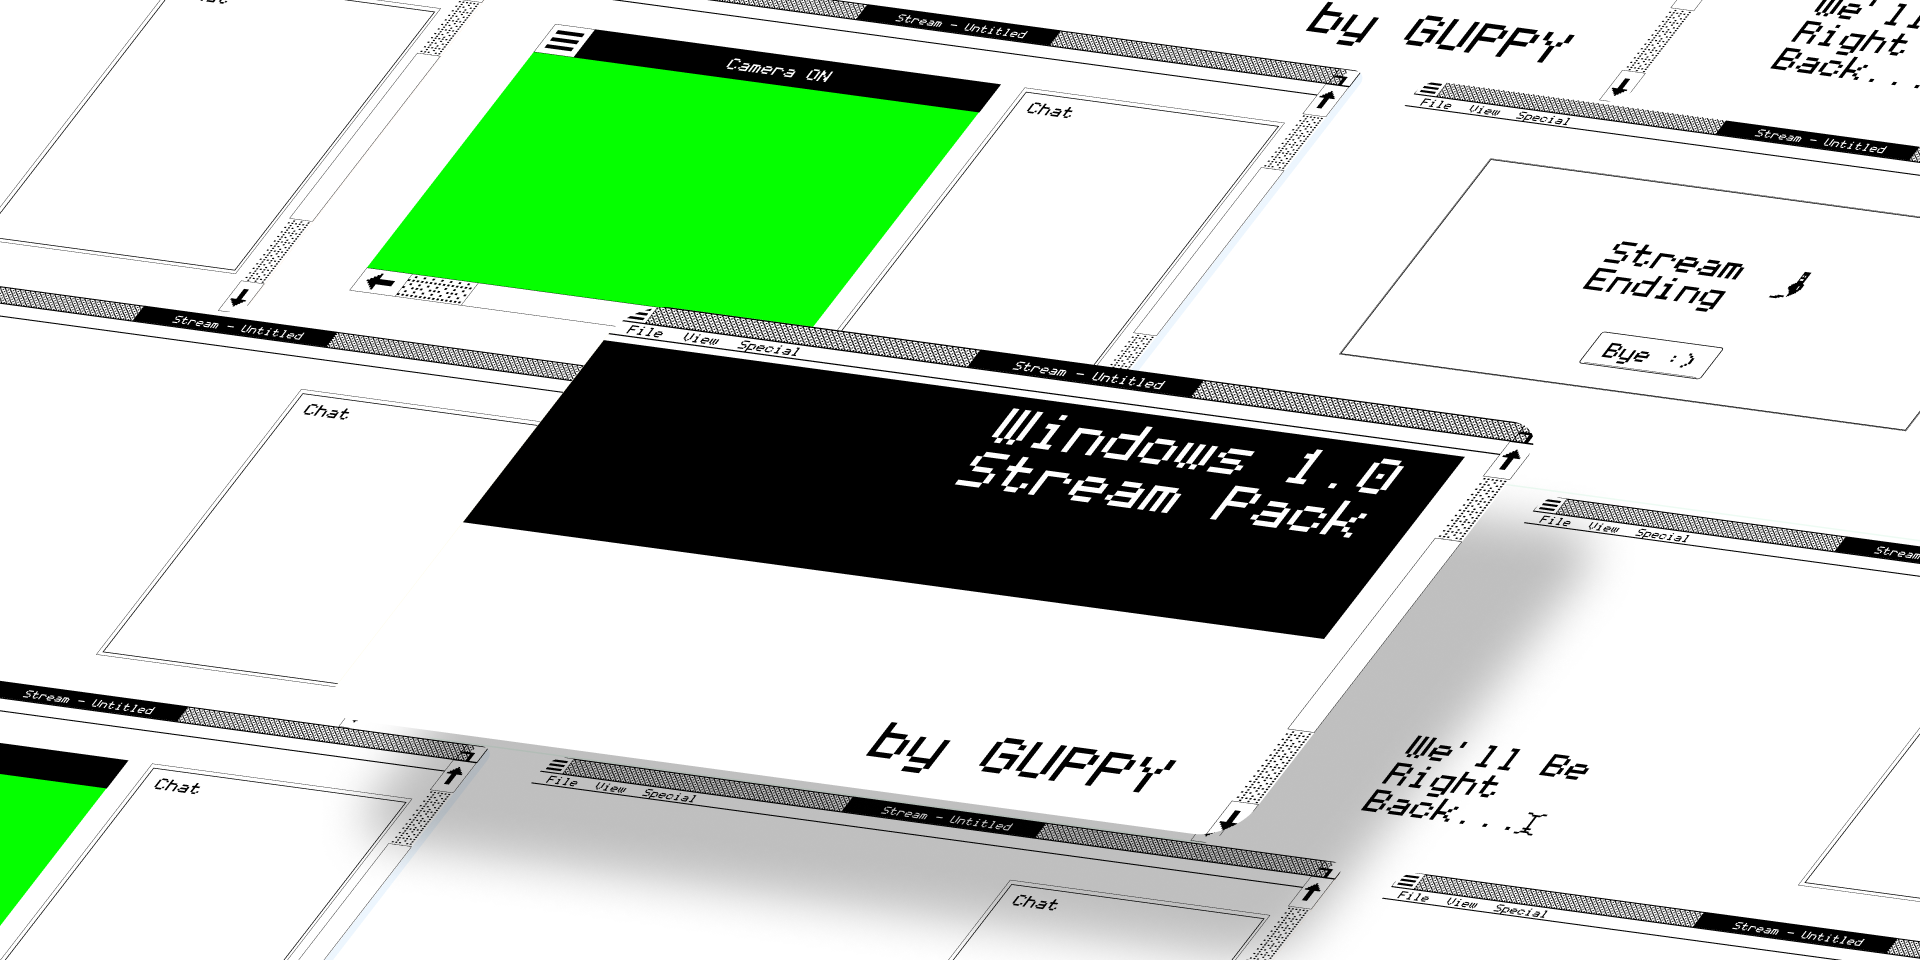 Chat
Stream - Untitled
by GUPPY
We'll
Right
Back...
Camera ON
Chat
File View Special
Stream - Untitled
Stream
Ending
Bye :)
Stream - Untitled
Chat
File View Special
Stream - Untitled
Windows 1.0
Stream Pack
by GUPPY
File View Special
Stream
We'll Be
Right
Back...
Stream - Untitled
Chat
File View Special
Stream - Untitled
Chat
File View Special
Stream - Untitled